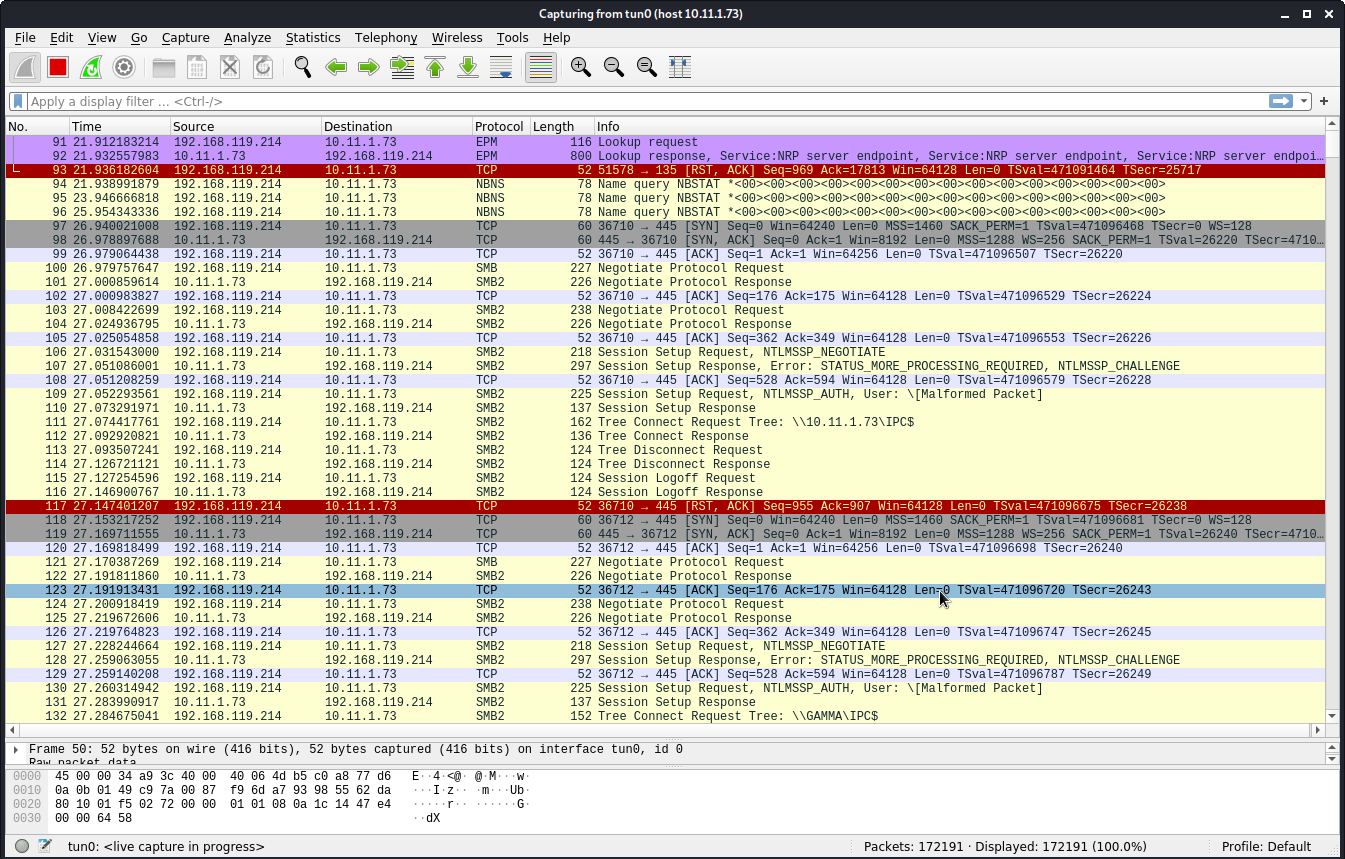 Capturing from tun0 (host 10.11.1.73)
File Edit View Go Capture Analyze Statistics Telephony Wireless Tools Help
Apply a display filter ... <Ctrl-/>
No. Time Source Destination Protocol Length Info
91 21.912183214 192.168.119.214 10.11.1.73 EPM 116 Lookup request
92 21.932557983 10.11.1.73 192.168.119.214 EPM 800 Lookup response, Service:NRP server endpoint, Service:NRP server endpoint, Service:NRP server endpoi…
93 21.936182604 192.168.119.214 10.11.1.73 TCP 52 51578 → 135 [RST, ACK] Seq=969 Ack=17813 Win=64128 Len=0 TSval=471091464 TSecr=25717
94 21.938991879 192.168.119.214 10.11.1.73 NBNS 78 Name query NBSTAT *<00><00><00><00><00><00><00><00><00><00><00><00><00><00><00>
95 23.946666818 192.168.119.214 10.11.1.73 NBNS 78 Name query NBSTAT *<00><00><00><00><00><00><00><00><00><00><00><00><00><00><00>
96 25.954343336 192.168.119.214 10.11.1.73 NBNS 78 Name query NBSTAT *<00><00><00><00><00><00><00><00><00><00><00><00><00><00><00>
97 26.940021008 192.168.119.214 10.11.1.73 TCP 60 36710 → 445 [SYN] Seq=0 Win=64240 Len=0 MSS=1460 SACK_PERM=1 TSval=471096468 TSecr=0 WS=128
98 26.978897688 10.11.1.73 192.168.119.214 TCP 60 445 → 36710 [SYN, ACK] Seq=0 Ack=1 Win=8192 Len=0 MSS=1288 WS=256 SACK_PERM=1 TSval=26220 TSecr=4710…
99 26.979064438 192.168.119.214 10.11.1.73 TCP 52 36710 → 445 [ACK] Seq=1 Ack=1 Win=64256 Len=0 TSval=471096507 TSecr=26220
100 26.979757647 192.168.119.214 10.11.1.73 SMB 227 Negotiate Protocol Request
101 27.000859614 10.11.1.73 192.168.119.214 SMB2 226 Negotiate Protocol Response
102 27.000983827 192.168.119.214 10.11.1.73 TCP 52 36710 → 445 [ACK] Seq=176 Ack=175 Win=64128 Len=0 TSval=471096529 TSecr=26224
103 27.008422699 192.168.119.214 10.11.1.73 SMB2 238 Negotiate Protocol Request
104 27.024936795 10.11.1.73 192.168.119.214 SMB2 226 Negotiate Protocol Response
105 27.025054858 192.168.119.214 10.11.1.73 TCP 52 36710 → 445 [ACK] Seq=362 Ack=349 Win=64128 Len=0 TSval=471096553 TSecr=26226
106 27.031543000 192.168.119.214 10.11.1.73 SMB2 218 Session Setup Request, NTLMSSP_NEGOTIATE
107 27.051086001 10.11.1.73 192.168.119.214 SMB2 297 Session Setup Response, Error: STATUS_MORE_PROCESSING_REQUIRED, NTLMSSP_CHALLENGE
108 27.051208259 192.168.119.214 10.11.1.73 TCP 52 36710 → 445 [ACK] Seq=528 Ack=594 Win=64128 Len=0 TSval=471096579 TSecr=26228
109 27.052293561 192.168.119.214 10.11.1.73 SMB2 225 Session Setup Request, NTLMSSP_AUTH, User: \[Malformed Packet]
110 27.073291971 10.11.1.73 192.168.119.214 SMB2 137 Session Setup Response
111 27.074417761 192.168.119.214 10.11.1.73 SMB2 162 Tree Connect Request Tree: \\10.11.1.73\IPC$
112 27.092920821 10.11.1.73 192.168.119.214 SMB2 136 Tree Connect Response
113 27.093507241 192.168.119.214 10.11.1.73 SMB2 124 Tree Disconnect Request
114 27.126721121 10.11.1.73 192.168.119.214 SMB2 124 Tree Disconnect Response
115 27.127254596 192.168.119.214 10.11.1.73 SMB2 124 Session Logoff Request
116 27.146900767 10.11.1.73 192.168.119.214 SMB2 124 Session Logoff Response
117 27.147401207 192.168.119.214 10.11.1.73 TCP 52 36710 → 445 [RST, ACK] Seq=955 Ack=907 Win=64128 Len=0 TSval=471096675 TSecr=26238
118 27.153217252 192.168.119.214 10.11.1.73 TCP 60 36712 → 445 [SYN] Seq=0 Win=64240 Len=0 MSS=1460 SACK_PERM=1 TSval=471096681 TSecr=0 WS=128
119 27.169711555 10.11.1.73 192.168.119.214 TCP 60 445 → 36712 [SYN, ACK] Seq=0 Ack=1 Win=8192 Len=0 MSS=1288 WS=256 SACK_PERM=1 TSval=26240 TSecr=4710…
120 27.169818499 192.168.119.214 10.11.1.73 TCP 52 36712 → 445 [ACK] Seq=1 Ack=1 Win=64256 Len=0 TSval=471096698 TSecr=26240
121 27.170387269 192.168.119.214 10.11.1.73 SMB 227 Negotiate Protocol Request
122 27.191811860 10.11.1.73 192.168.119.214 SMB2 226 Negotiate Protocol Response
123 27.191913431 192.168.119.214 10.11.1.73 TCP 52 36712 → 445 [ACK] Seq=176 Ack=175 Win=64128 Len=0 TSval=471096720 TSecr=26243
124 27.200918419 192.168.119.214 10.11.1.73 SMB2 238 Negotiate Protocol Request
125 27.219672606 10.11.1.73 192.168.119.214 SMB2 226 Negotiate Protocol Response
126 27.219764823 192.168.119.214 10.11.1.73 TCP 52 36712 → 445 [ACK] Seq=362 Ack=349 Win=64128 Len=0 TSval=471096747 TSecr=26245
127 27.228244664 192.168.119.214 10.11.1.73 SMB2 218 Session Setup Request, NTLMSSP_NEGOTIATE
128 27.259063055 10.11.1.73 192.168.119.214 SMB2 297 Session Setup Response, Error: STATUS_MORE_PROCESSING_REQUIRED, NTLMSSP_CHALLENGE
129 27.259140208 192.168.119.214 10.11.1.73 TCP 52 36712 → 445 [ACK] Seq=528 Ack=594 Win=64128 Len=0 TSval=471096787 TSecr=26249
130 27.260314942 192.168.119.214 10.11.1.73 SMB2 225 Session Setup Request, NTLMSSP_AUTH, User: \[Malformed Packet]
131 27.283990917 10.11.1.73 192.168.119.214 SMB2 137 Session Setup Response
132 27.284675041 192.168.119.214 10.11.1.73 SMB2 152 Tree Connect Request Tree: \\GAMMA\IPC$
Frame 50: 52 bytes on wire (416 bits), 52 bytes captured (416 bits) on interface tun0, id 0
Raw packet data
0000 45 00 00 34 a9 3c 40 00 40 06 4d b5 c0 a8 77 d6 E··4·<@· @·M···w·
0010 0a 0b 01 49 c9 7a 00 87 f9 6d a7 93 98 55 62 da ···I·z·· ·m···Ub·
0020 80 10 01 f5 02 72 00 00 01 01 08 0a 1c 14 47 e4 ·····r·· ······G·
0030 00 00 64 58 ··dX
tun0: <live capture in progress> Packets: 172191 · Displayed: 172191 (100.0%) Profile: Default